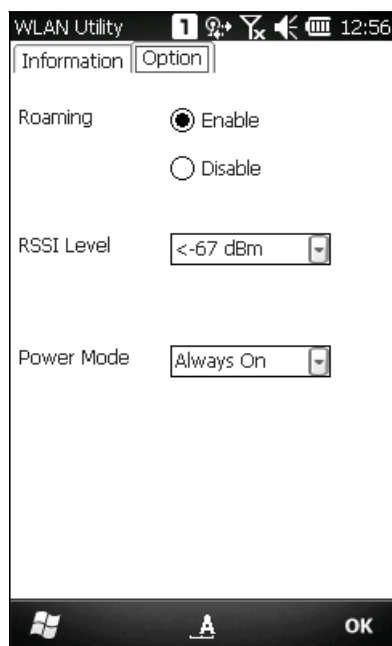 WLAN Utility 1 12:56
Information Option
Roaming Enable
Disable
RSSI Level <-67 dBm
Power Mode Always On
A OK